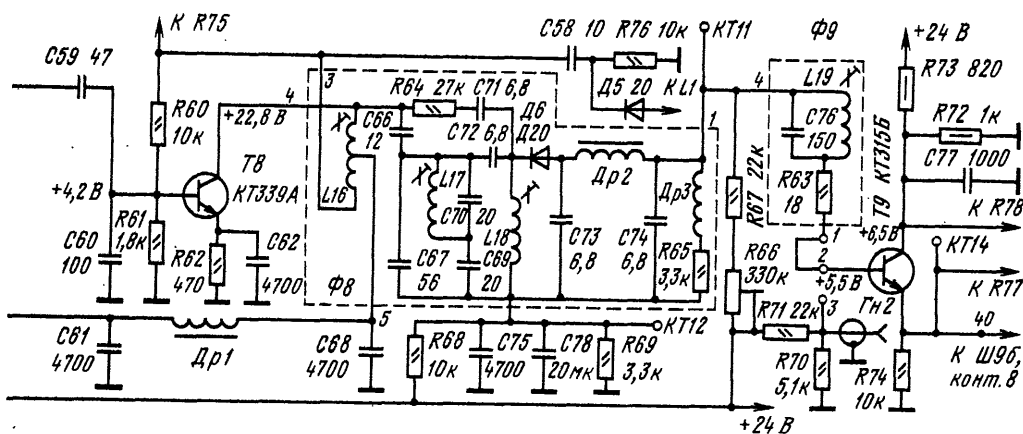 К R75
C59 47
R60
10к
+22,8 В
4
3
R64 27к
C71 6,8
C66
12
C72 6,8
Д6
Д20
C58 10
R76 10к
Д5 20
К L1
КТ11
Ф9
4
L19
C76
150
+24 В
R73 820
R72 1к
C77 1000
К R78
+4,2 В
Т8
КТ339А
L16
L17
C70
20
L18
C69
20
Др2
1
Др3
R67 22к
R63
18
Т9 КТ315Б
+6,5 В
КТ14
R61
1,8к
C60
100
R62
470
C62
4700
Ф8
C67
56
C73
6,8
C74
6,8
R65
3,3к
R66
330к
1
2
+5,5 В
3
Гн2
К R77
40
C61
4700
Др1
5
C68
4700
R68
10к
C75
4700
C78
20мк
R69
3,3к
КТ12
R71 22к
R70
5,1к
R74
10к
К Ш9б,
конт. 8
+24 В